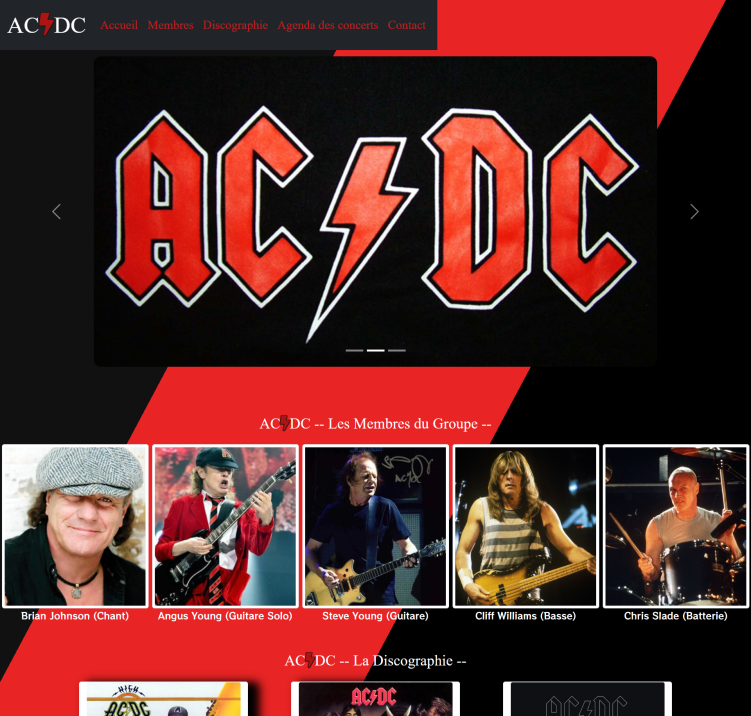 AC DC Accueil Membres Discographie Agenda des concerts Contact
AC DC
AC DC -- Les Membres du Groupe --
AC/DC
Brian Johnson (Chant) Angus Young (Guitare Solo) Steve Young (Guitare) Cliff Williams (Basse) Chris Slade (Batterie)
AC DC -- La Discographie --
HIGH
AC/DC AC/DC AC/DC